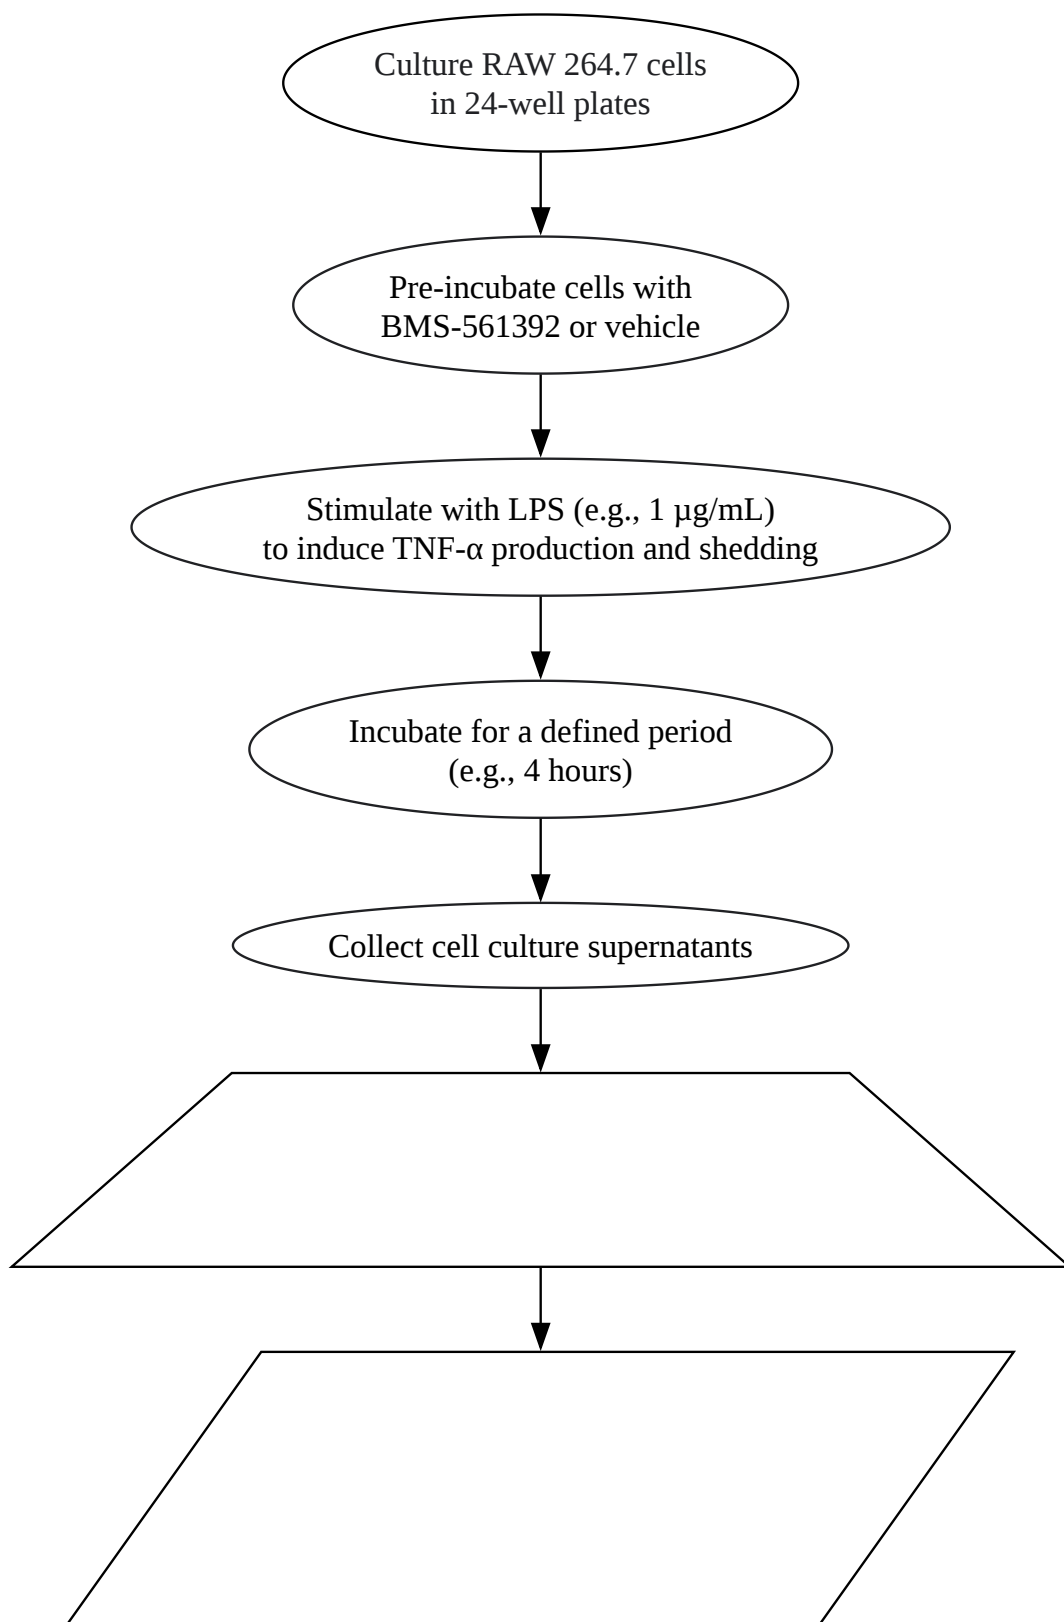 Culture RAW 264.7 cells
in 24-well plates
Pre-incubate cells with
BMS-561392 or vehicle
Stimulate with LPS (e.g., 1 µg/mL)
to induce TNF-α production and shedding
Incubate for a defined period
(e.g., 4 hours)
Collect cell culture supernatants